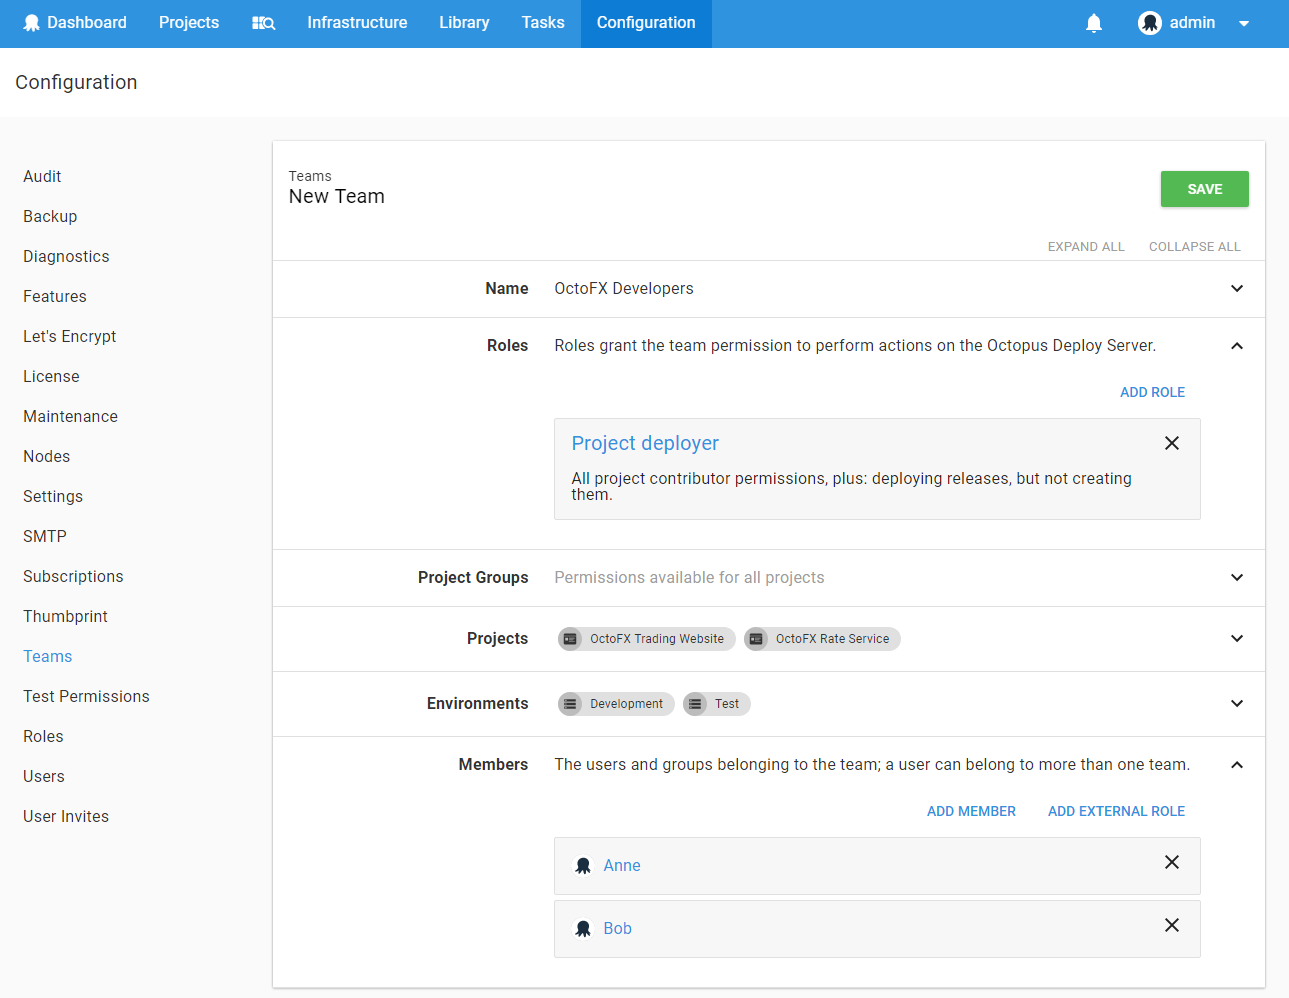 Dashboard
Projects
Infrastructure
Library
Tasks
Configuration
admin
Configuration
Audit
Backup
Diagnostics
Features
Let's Encrypt
License
Maintenance
Nodes
Settings
SMTP
Subscriptions
Thumbprint
Teams
Test Permissions
Roles
Users
User Invites
Teams
New Team
SAVE
EXPAND ALL
COLLAPSE ALL
Name
OctoFX Developers
Roles
Roles grant the team permission to perform actions on the Octopus Deploy Server.
ADD ROLE
Project deployer
All project contributor permissions, plus: deploying releases, but not creating
them.
Project Groups
Permissions available for all projects
Projects
OctoFX Trading Website
OctoFX Rate Service
Environments
Development
Test
Members
The users and groups belonging to the team; a user can belong to more than one team.
ADD MEMBER
ADD EXTERNAL ROLE
Anne
Bob